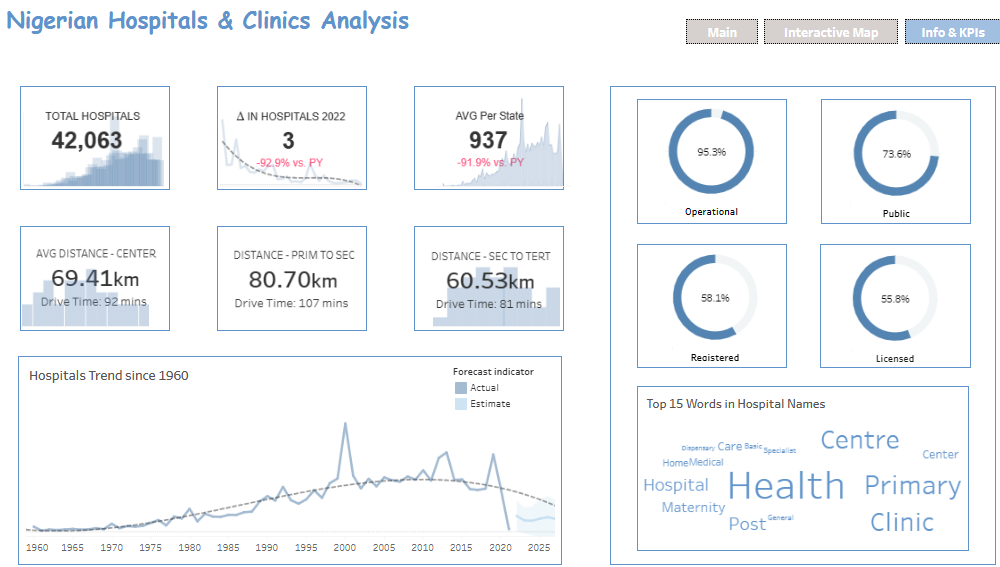 Nigerian Hospitals & Clinics Analysis
Main
Interactive Map
Info & KPIs
TOTAL HOSPITALS
42,063
Δ IN HOSPITALS 2022
3
-92.9% vs. PY
AVG Per State
937
-91.9% vs. PY
AVG DISTANCE - CENTER
69.41km
Drive Time: 92 mins
DISTANCE - PRIM TO SEC
80.70km
Drive Time: 107 mins
DISTANCE - SEC TO TERT
60.53km
Drive Time: 81 mins
Hospitals Trend since 1960
Forecast indicator
Actual
Estimate
1960 1965 1970 1975 1980 1985 1990 1995 2000 2005 2010 2015 2020 2025
95.3%
Operational
73.6%
Public
58.1%
Registered
55.8%
Licensed
Top 15 Words in Hospital Names
Centre
Dispensary Care Basic Specialist
Center
Home Medical
Hospital Health Primary
Maternity
Post General Clinic